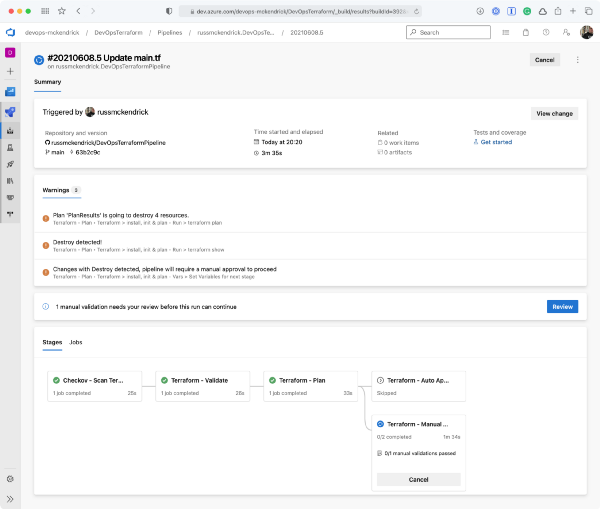 dev.azure.com/devops-mckendrick/DevOpsTerraform/_build/results?buildId=392&
devops-mckendrick / DevOpsTerraform / Pipelines / russmckendrick.DevOpsTe... / 20210608.5
Search
D
#20210608.5 Update main.tf
on russmckendrick.DevOpsTerraformPipeline
Cancel
Summary
Triggered by russmckendrick
View change
Repository and version
Time started and elapsed
Related
Tests and coverage
russmckendrick/DevOpsTerraformPipeline
Today at 20:20
0 work items
Get started
main 63b2c9c
3m 35s
0 artifacts
Warnings 3
Plan 'PlanResults' is going to destroy 4 resources.
Terraform - Plan • Terraform > install, init & plan • Run > terraform plan
Destroy detected!
Terraform - Plan • Terraform > install, init & plan • Run > terraform show
Changes with Destroy detected, pipeline will require a manual approval to proceed
Terraform - Plan • Terraform > install, init & plan • Vars > Set Variables for next stage
1 manual validation needs your review before this run can continue
Review
Stages Jobs
Checkov - Scan Ter...
1 job completed 25s
Terraform - Validate
1 job completed 26s
Terraform - Plan
1 job completed 33s
Terraform - Auto Ap...
Skipped
Terraform - Manual ...
0/2 completed 1m 34s
0/1 manual validations passed
Cancel